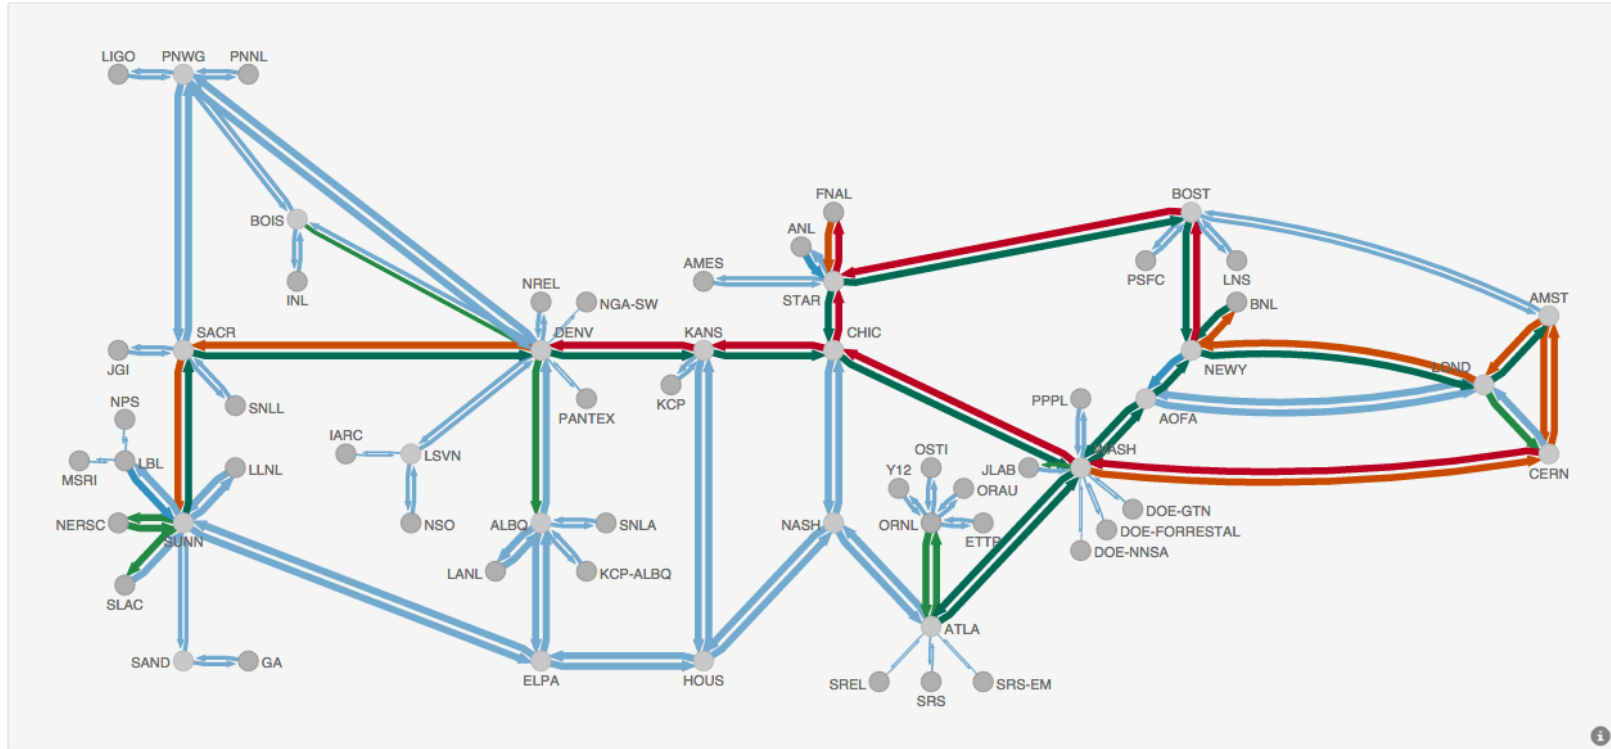 LIGO PNWG PNNL
FNAL BOST
BOIS ANL
AMES PSFC LNS
INL NREL NGA-SW STAR BNL AMST
SACR DENV KANS CHIC
JGI NEWY LOND
SNLL KCP PPPL AOFA
NPS PANTEX
IARC LSVN OSTI WASH
MSRI LBL LLNL Y12 JLAB CERN
ORAU
NERSC SUNN NSO ALBQ SNLA NASH ORNL DOE-GTN
ETTP DOE-FORRESTAL
LANL KCP-ALBQ DOE-NNSA
SLAC
ATLA
SAND GA
ELPA HOUS SREL SRS SRS-EM
i